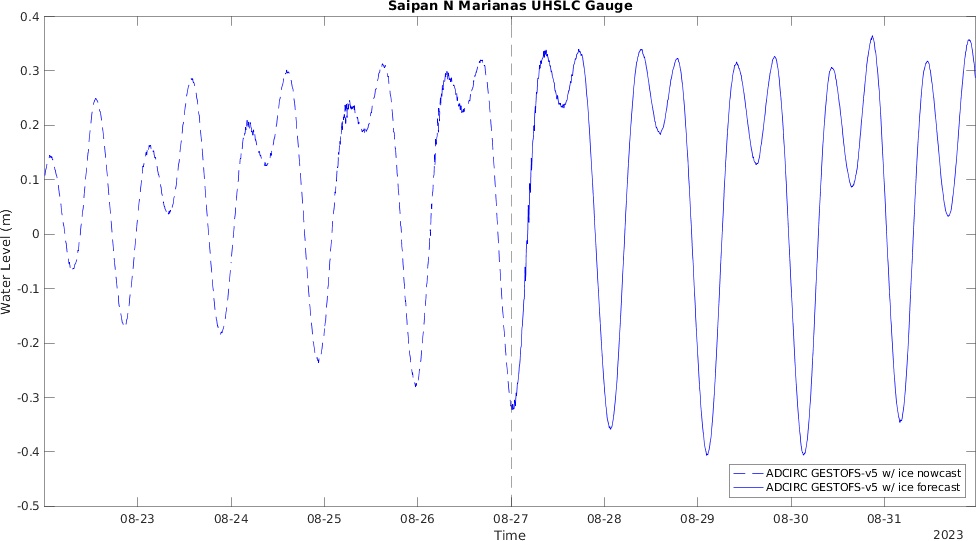 Saipan N Marianas UHSLC Gauge
Water Level (m)
0.4
0.3
0.2
0.1
0
-0.1
-0.2
-0.3
-0.4
-0.5
ADCIRC GESTOFS-v5 w/ ice nowcast
ADCIRC GESTOFS-v5 w/ ice forecast
08-23 08-24 08-25 08-26 08-27 08-28 08-29 08-30 08-31
Time
2023